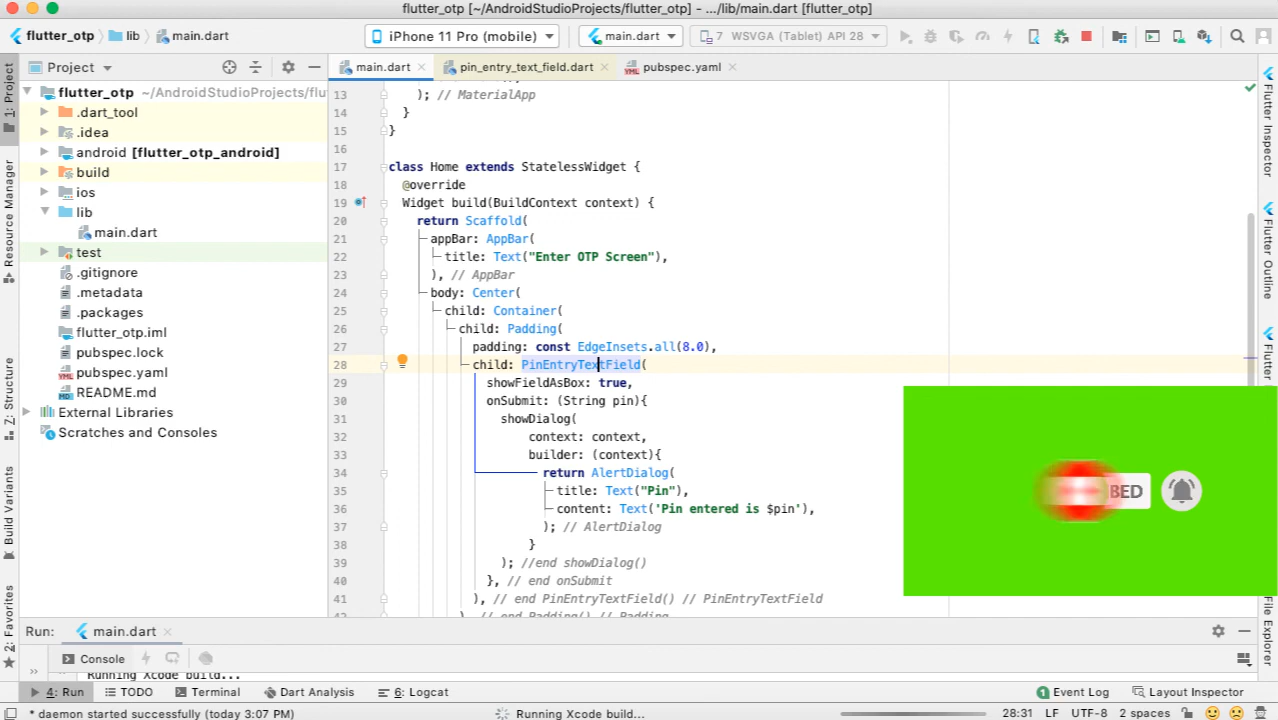 flutter_otp [~/AndroidStudioProjects/flutter_otp] - .../lib/main.dart [flutter_otp]
flutter_otp lib main.dart iPhone 11 Pro (mobile) main.dart 7 WSVGA (Tablet) API 28
Project main.dart pin_entry_text_field.dart pubspec.yaml
flutter_otp ~/AndroidStudioProjects/flu
.dart_tool
.idea
android [flutter_otp_android]
build
ios
lib
main.dart
test
.gitignore
.metadata
.packages
flutter_otp.iml
pubspec.lock
pubspec.yaml
README.md
External Libraries
Scratches and Consoles
1: Project
Resource Manager
Z: Structure
Build Variants
2: Favorites
13 ); // MaterialApp
14 }
15 }
16
17 class Home extends StatelessWidget {
18 @override
19 Widget build(BuildContext context) {
20 return Scaffold(
21 appBar: AppBar(
22 title: Text("Enter OTP Screen"),
23 ), // AppBar
24 body: Center(
25 child: Container(
26 child: Padding(
27 padding: const EdgeInsets.all(8.0),
28 child: PinEntryTextField(
29 showFieldAsBox: true,
30 onSubmit: (String pin){
31 showDialog(
32 context: context,
33 builder: (context){
34 return AlertDialog(
35 title: Text("Pin"),
36 content: Text('Pin entered is $pin'),
37 ); // AlertDialog
38 }
39 ); //end showDialog()
40 }, // end onSubmit
41 ), // end PinEntryTextField() // PinEntryTextField
42 ), // end Padding() // Padding
BED
Flutter Inspector
Flutter Outline
File Explorer
Run: main.dart
Console
Running Xcode build...
4: Run TODO Terminal Dart Analysis 6: Logcat 1 Event Log Layout Inspector
* daemon started successfully (today 3:07 PM) Running Xcode build... 28:31 LF UTF-8 2 spaces